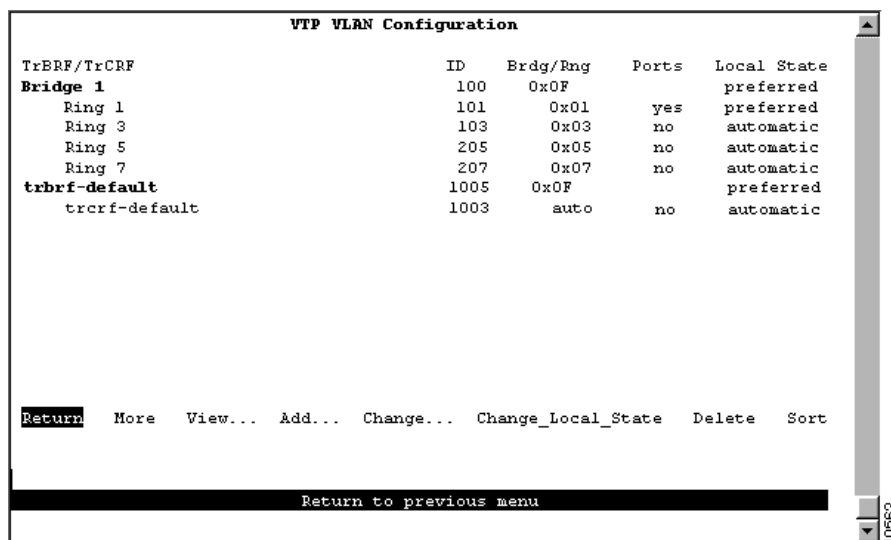 VTP VLAN Configuration
TrBRF/TrCRF ID Brdg/Rng Ports Local State
Bridge 1 100 0x0F preferred
Ring 1 101 0x01 yes preferred
Ring 3 103 0x03 no automatic
Ring 5 205 0x05 no automatic
Ring 7 207 0x07 no automatic
trbrf-default 1005 0x0F preferred
trcrf-default 1003 auto no automatic
Return More View... Add... Change... Change_Local_State Delete Sort
Return to previous menu